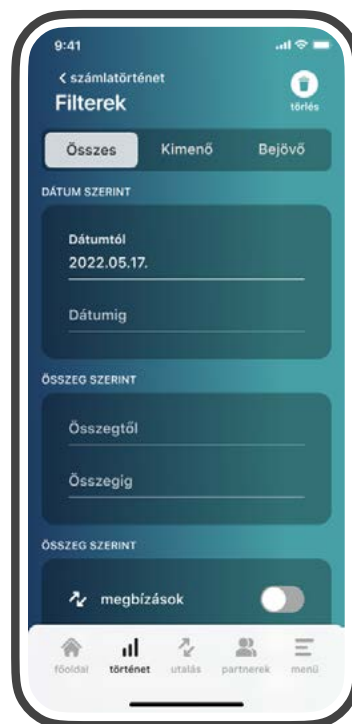 9:41
< számlatörténet
Filterek
törlés
Összes Kimenő Bejövő
DÁTUM SZERINT
Dátumtól
2022.05.17.
Dátumig
ÖSSZEG SZERINT
Összegtől
Összegig
ÖSSZEG SZERINT
megbízások
főoldal történet utalás partnerek menü